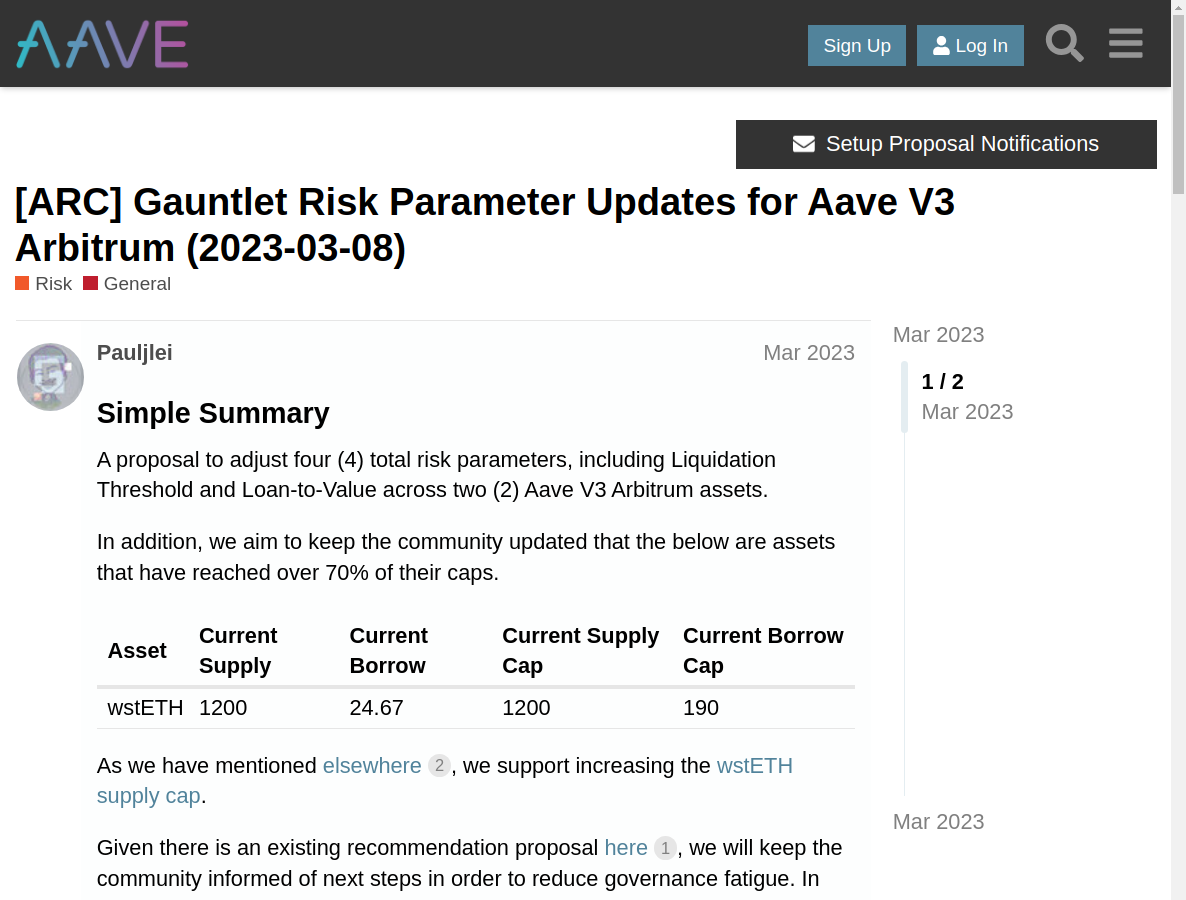 AAVE
Sign Up
Log In
Setup Proposal Notifications
[ARC] Gauntlet Risk Parameter Updates for Aave V3
Arbitrum (2023-03-08)
Risk General
Pauljlei Mar 2023
Mar 2023
1 / 2
Mar 2023
Simple Summary
A proposal to adjust four (4) total risk parameters, including Liquidation
Threshold and Loan-to-Value across two (2) Aave V3 Arbitrum assets.
In addition, we aim to keep the community updated that the below are assets
that have reached over 70% of their caps.
Asset Current Supply Current Borrow Current Supply Cap Current Borrow Cap
wstETH 1200 24.67 1200 190
As we have mentioned elsewhere 2, we support increasing the wstETH
supply cap.
Mar 2023
Given there is an existing recommendation proposal here 1, we will keep the
community informed of next steps in order to reduce governance fatigue. In